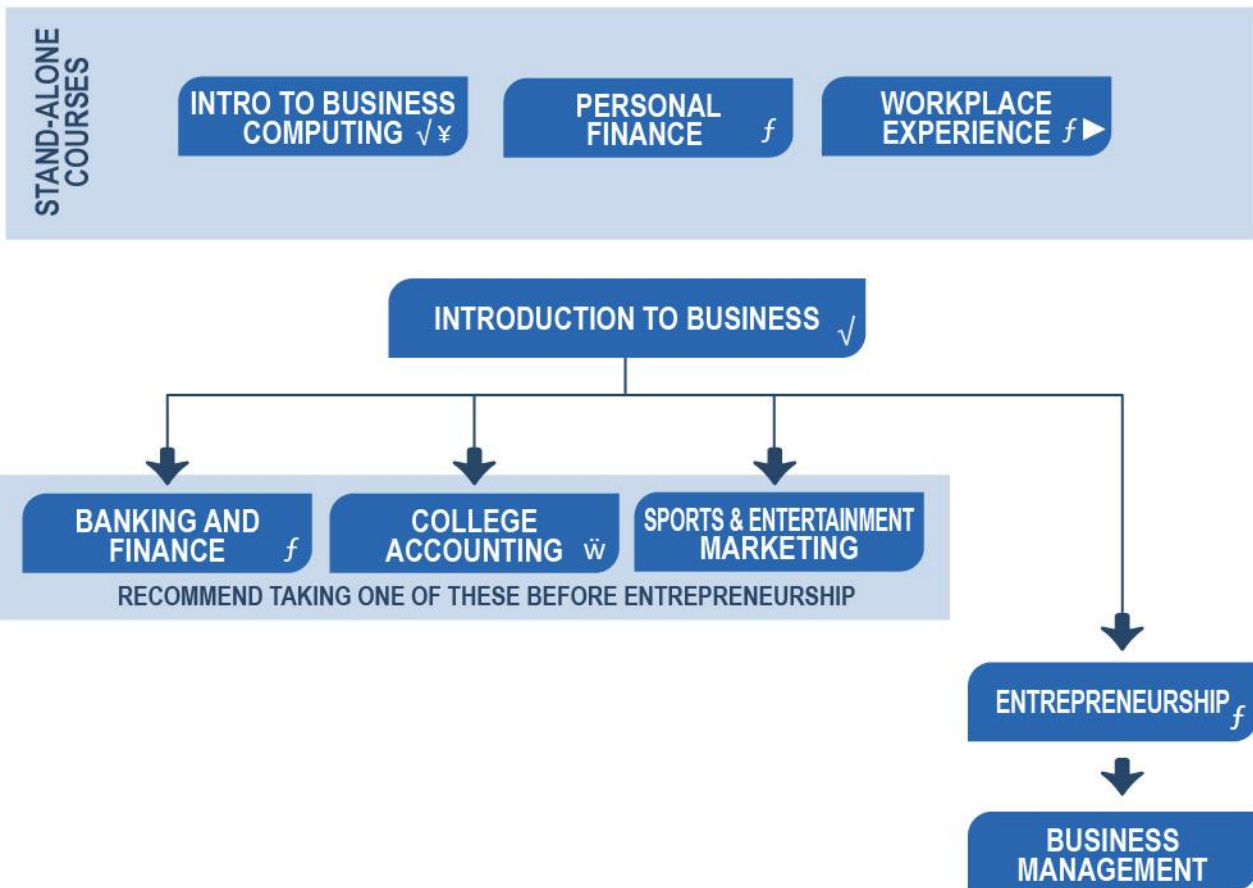 STAND-ALONE
COURSES
INTRO TO BUSINESS
COMPUTING √ ¥
PERSONAL
FINANCE ƒ
WORKPLACE
EXPERIENCE ƒ ►
INTRODUCTION TO BUSINESS √
BANKING AND
FINANCE ƒ
COLLEGE
ACCOUNTING ẅ
SPORTS & ENTERTAINMENT
MARKETING
RECOMMEND TAKING ONE OF THESE BEFORE ENTREPRENEURSHIP
ENTREPRENEURSHIP ƒ
BUSINESS
MANAGEMENT